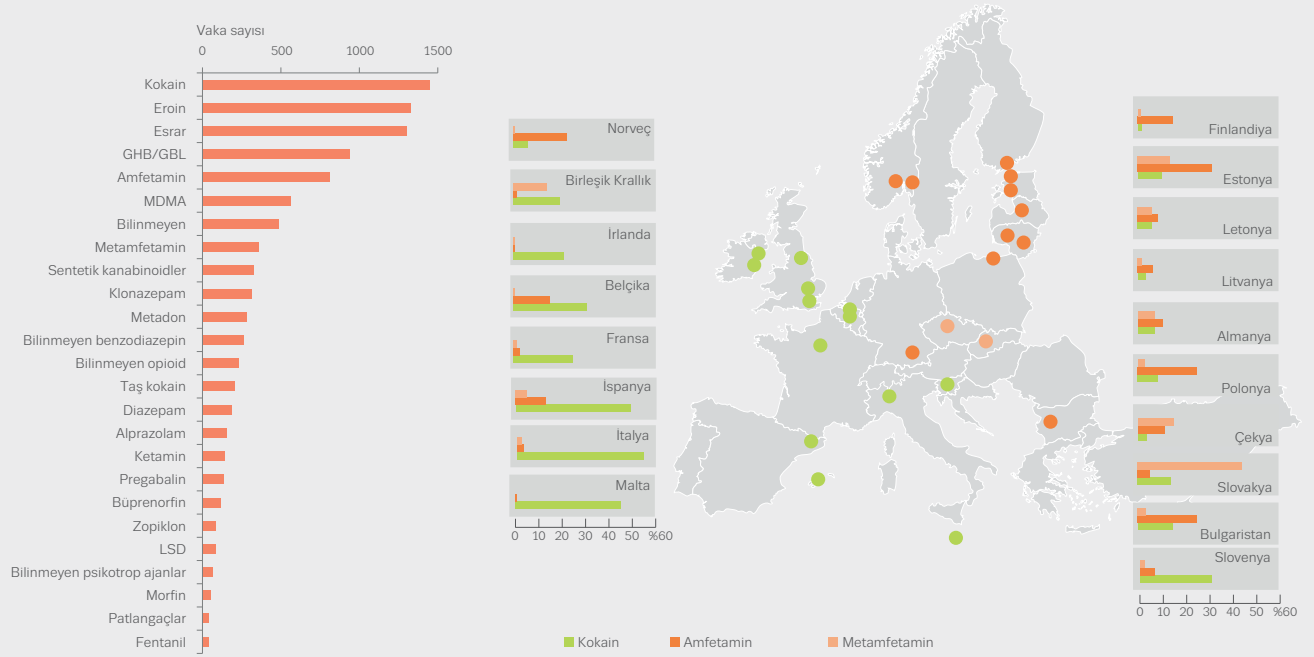 Vaka sayısı
0 500 1000 1500
Kokain
Eroin
Esrar
GHB/GBL
Amfetamin
MDMA
Bilinmeyen
Metamfetamin
Sentetik kanabinoidler
Klonazepam
Metadon
Bilinmeyen benzodiazepin
Bilinmeyen opioid
Taş kokain
Diazepam
Alprazolam
Ketamin
Pregabalin
Büprenorfin
Zopiklon
LSD
Bilinmeyen psikotrop ajanlar
Morfin
Patlangaçlar
Fentanil
Norveç
Birleşik Krallık
İrlanda
Belçika
Fransa
İspanya
İtalya
Malta
0 10 20 30 40 50 %60
Finlandiya
Estonya
Letonya
Litvanya
Almanya
Polonya
Çekya
Slovakya
Bulgaristan
Slovenya
0 10 20 30 40 50 %60
Kokain Amfetamin Metamfetamin